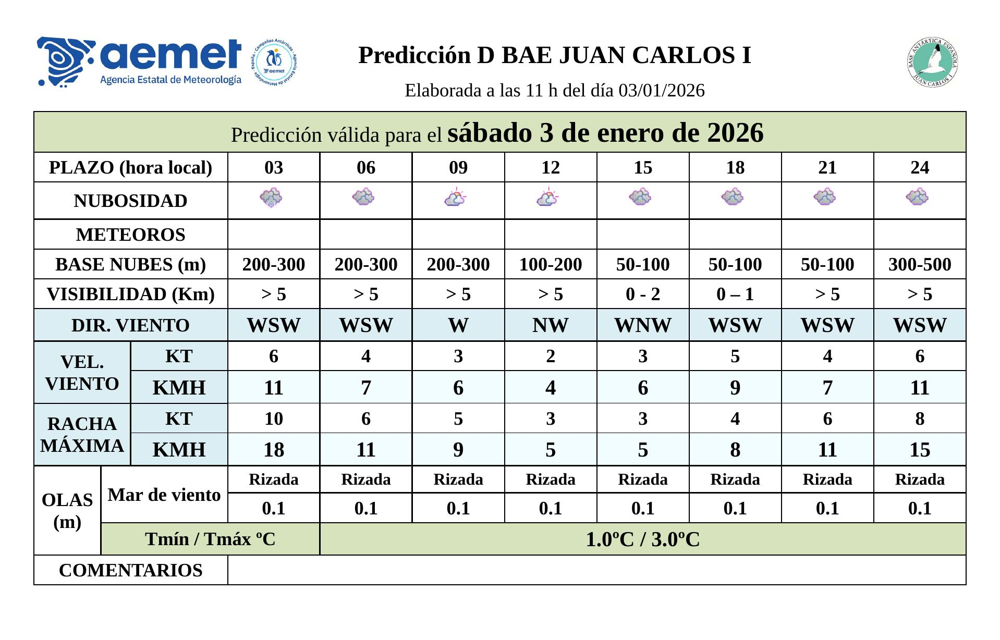 aemet
Agencia Estatal de Meteorología
Campañas Antárticas - Agencia Estatal de Meteorología - España
aemet
Predicción D BAE JUAN CARLOS I
Elaborada a las 11 h del día 03/01/2026
BASE ANTÁRTICA ESPAÑOLA
JUAN CARLOS I
Predicción válida para el sábado 3 de enero de 2026
PLAZO (hora local) 03 06 09 12 15 18 21 24
NUBOSIDAD
METEOROS
BASE NUBES (m) 200-300 200-300 200-300 100-200 50-100 50-100 50-100 300-500
VISIBILIDAD (Km) > 5 > 5 > 5 > 5 0 - 2 0 – 1 > 5 > 5
DIR. VIENTO WSW WSW W NW WNW WSW WSW WSW
VEL.
VIENTO
KT 6 4 3 2 3 5 4 6
KMH 11 7 6 4 6 9 7 11
RACHA
MÁXIMA
KT 10 6 5 3 3 4 6 8
KMH 18 11 9 5 5 8 11 15
OLAS
(m)
Mar de viento
Rizada Rizada Rizada Rizada Rizada Rizada Rizada Rizada
0.1 0.1 0.1 0.1 0.1 0.1 0.1 0.1
Tmín / Tmáx ºC 1.0ºC / 3.0ºC
COMENTARIOS